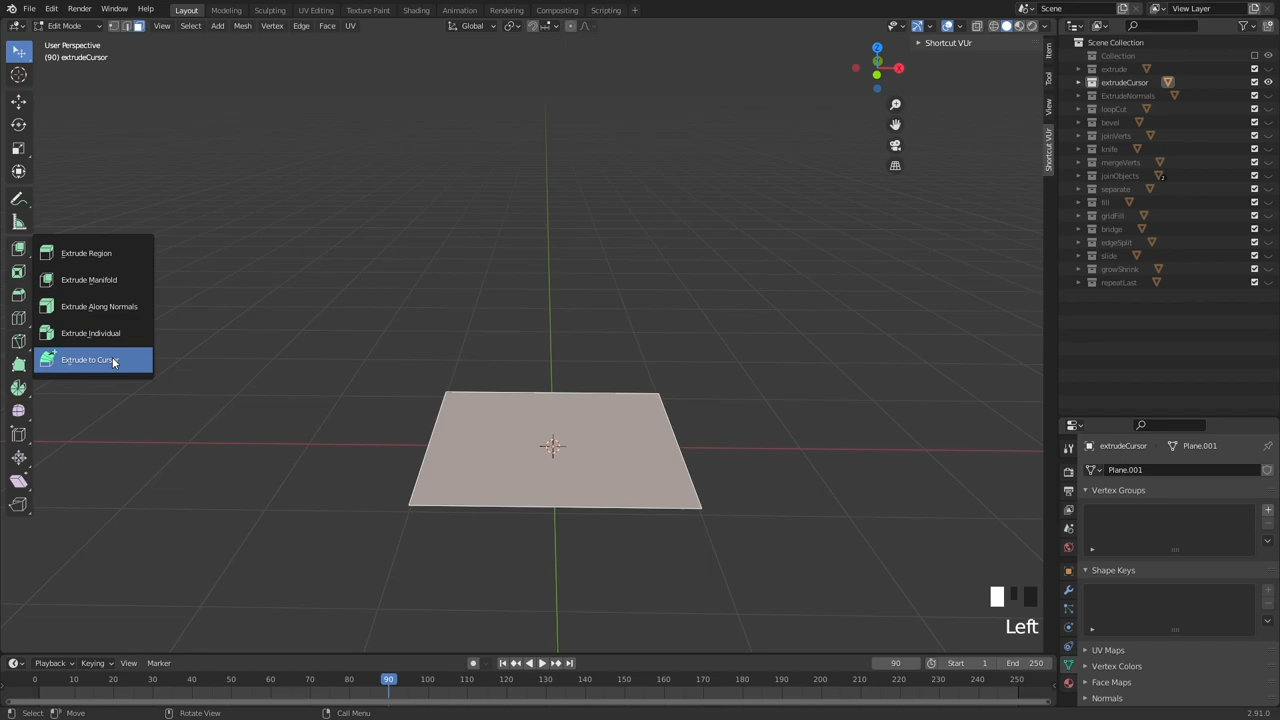 File Edit Render Window Help Layout Modeling Sculpting UV Editing Texture Paint Shading Animation Rendering Compositing Scripting Scene View Layer
Edit Mode View Select Add Mesh Vertex Edge Face UV Global
User Perspective
(90) extrudeCursor
Shortcut VUr
Z
Y
X
Item
Tool
View
Shortcut VUr
Extrude Region
Extrude Manifold
Extrude Along Normals
Extrude Individual
Extrude to Cursor
Scene Collection
Collection
extrude
extrudeCursor
ExtrudeNormals
loopCut
bevel
joinVerts
knife
mergeVerts
joinObjects 2
separate
fill
gridFill
bridge
edgeSplit
slide
growShrink
repeatLast
extrudeCursor Plane.001
Plane.001
Vertex Groups
Shape Keys
UV Maps
Vertex Colors
Face Maps
Normals
Left
Playback Keying View Marker 90 Start 1 End 250
0 10 20 30 40 50 60 70 80 90 100 110 120 130 140 150 160 170 180 190 200 210 220 230 240 250
Select Move Rotate View Call Menu 2.91.0